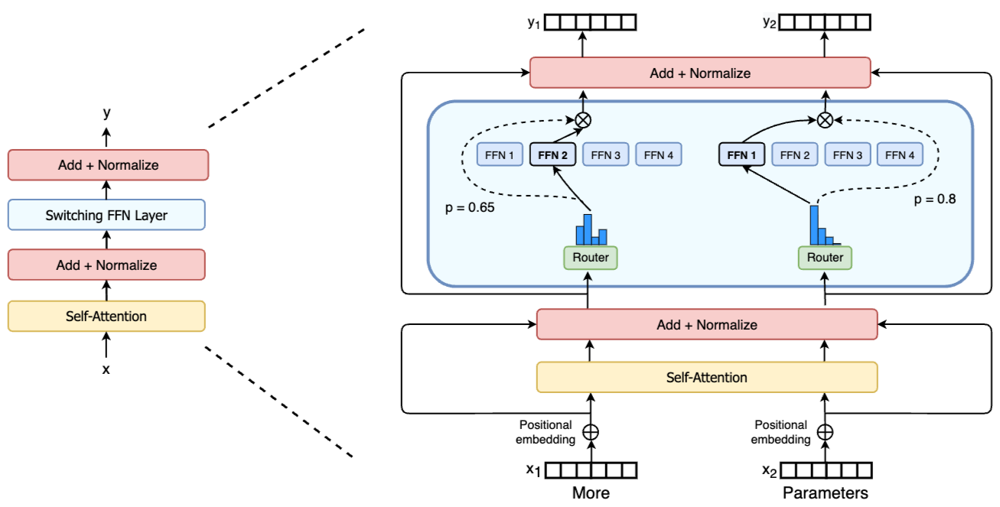 y
Add + Normalize
Switching FFN Layer
Add + Normalize
Self-Attention
x
y1
y2
Add + Normalize
FFN 1
FFN 2
FFN 3
FFN 4
FFN 1
FFN 2
FFN 3
FFN 4
p = 0.65
p = 0.8
Router
Router
Add + Normalize
Self-Attention
Positional
embedding
Positional
embedding
x1
x2
More
Parameters